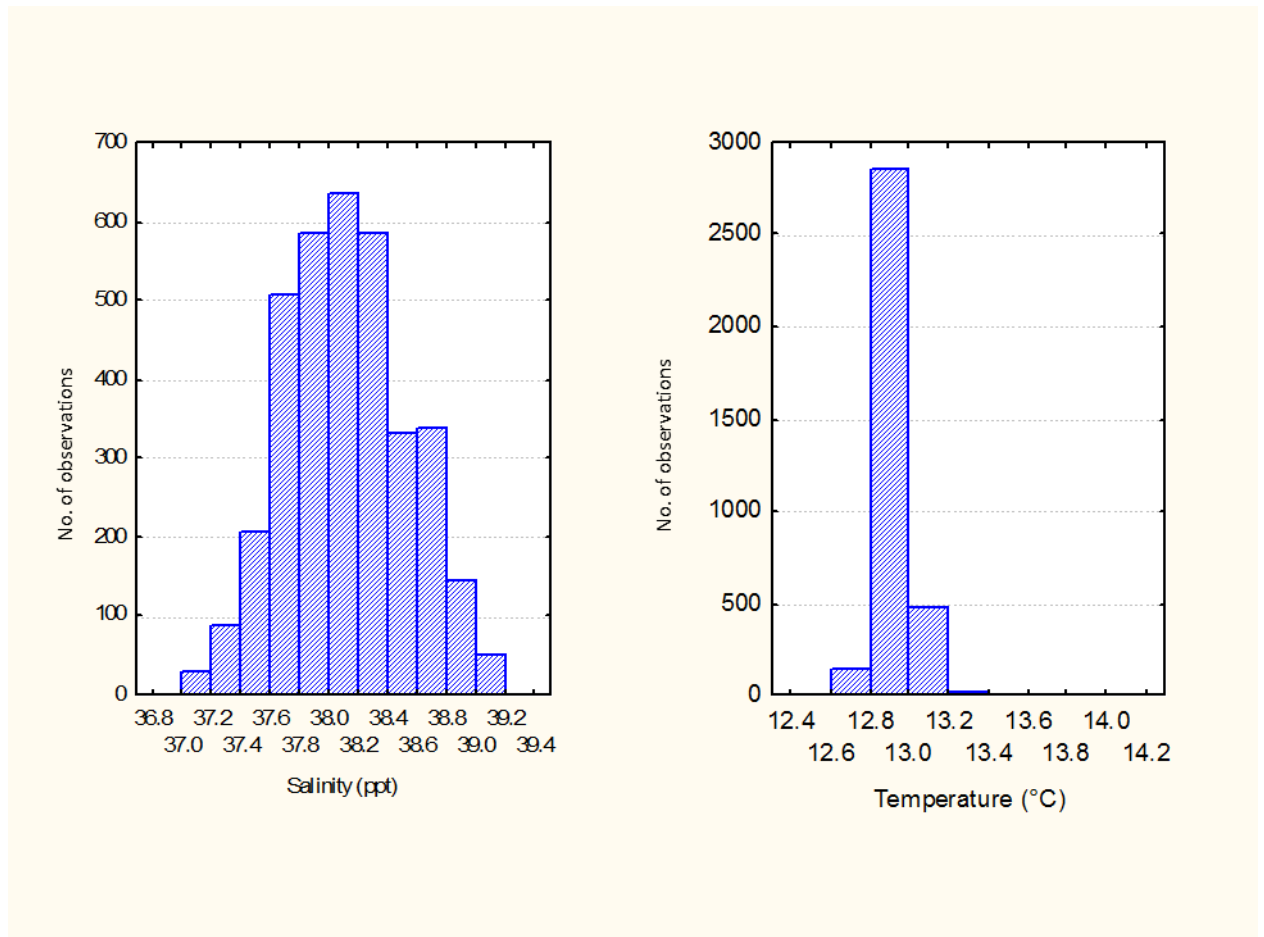 700
600
500
400
300
200
100
0
No. of observations
36.8 37.2 37.6 38.0 38.4 38.8 39.2
37.0 37.4 37.8 38.2 38.6 39.0 39.4
Salinity (ppt)
3000
2500
2000
1500
1000
500
0
No. of observations
12.4 12.8 13.2 13.6 14.0
12.6 13.0 13.4 13.8 14.2
Temperature (°C)